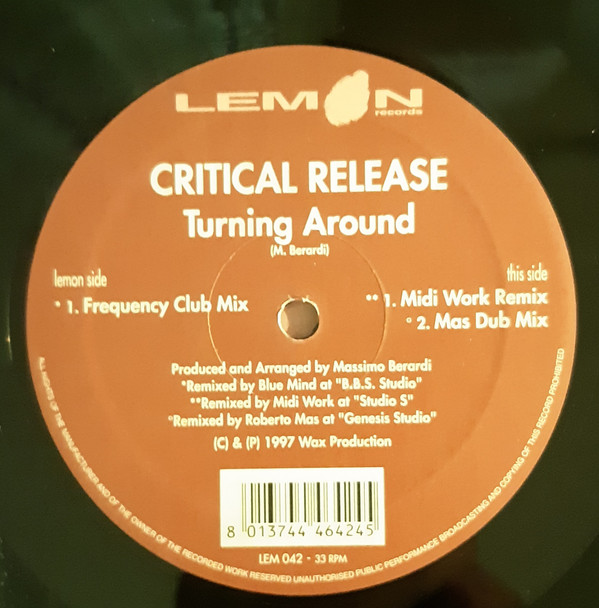 LEMON
records
CRITICAL RELEASE
Turning Around
(M. Berardi)
lemon side
* 1. Frequency Club Mix
this side
** 1. Midi Work Remix
° 2. Mas Dub Mix
Produced and Arranged by Massimo Berardi
*Remixed by Blue Mind at "B.B.S. Studio"
**Remixed by Midi Work at "Studio S"
°Remixed by Roberto Mas at "Genesis Studio"
(C) & (P) 1997 Wax Production
8 013744 464245
LEM 042 - 33 RPM
ALL RIGHTS OF THE MANUFACTURER AND OF THE OWNER OF THE RECORDED WORK RESERVED UNAUTHORISED PUBLIC PERFORMANCE BROADCASTING AND COPYING OF THIS RECORD PROHIBITED